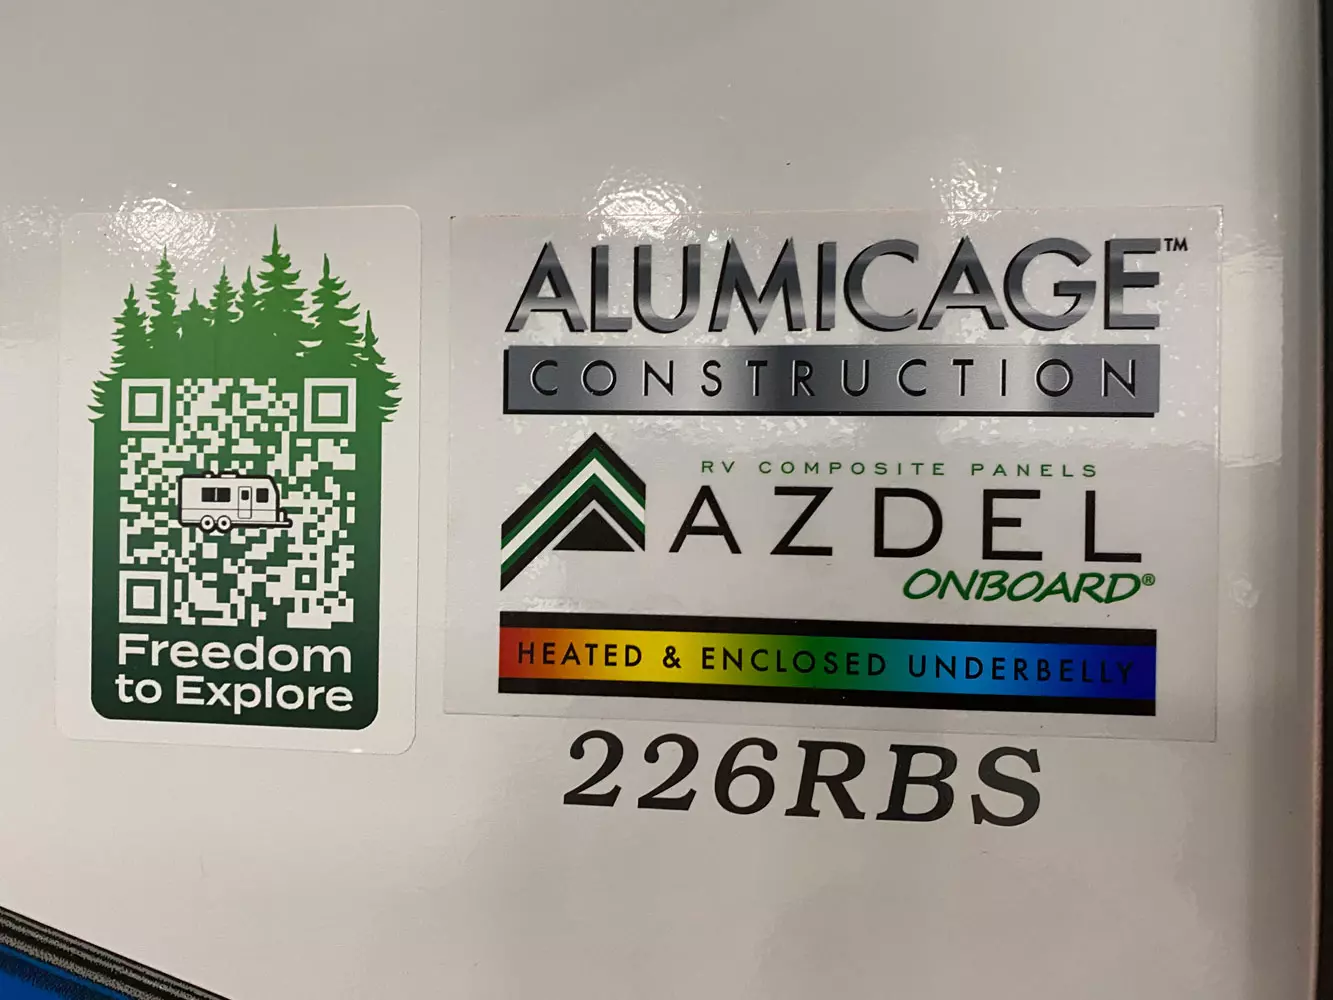 Freedom
to Explore
ALUMICAGE™
CONSTRUCTION
RV COMPOSITE PANELS
AZDEL
ONBOARD®
HEATED & ENCLOSED UNDERBELLY
226RBS